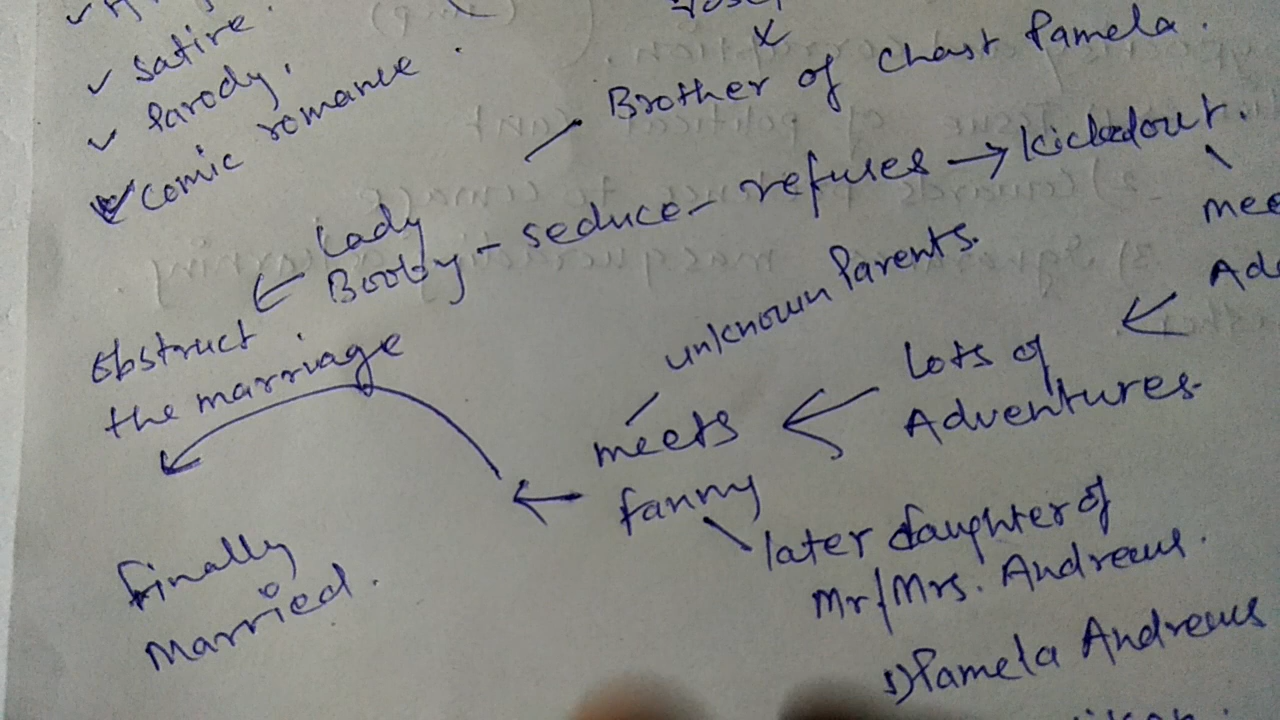 Satire.
Parody.
Comic romance.
Brother of chast Pamela.
Lady
Booby - seduce - refuses → kickedout.
Obstruct
the marriage
unknown Parents.
lots of
Adventures.
meets
fanny
later daughter of
Mr/Mrs. Andrews.
Finally
Married.
Pamela Andrews